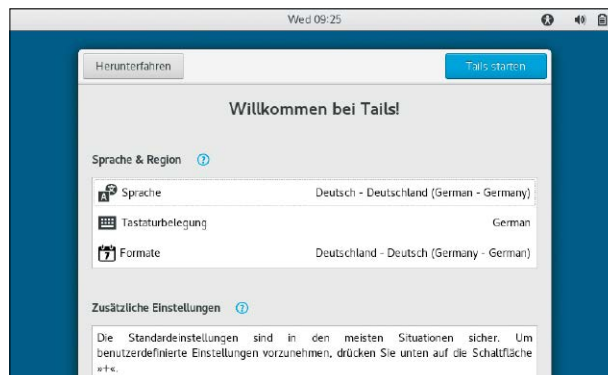 Wed 09:25
Herunterfahren
Tails starten
Willkommen bei Tails!
Sprache & Region
Sprache Deutsch - Deutschland (German - Germany)
Tastaturbelegung German
Formate Deutschland - Deutsch (Germany - German)
Zusätzliche Einstellungen
Die Standardeinstellungen sind in den meisten Situationen sicher. Um
benutzerdefinierte Einstellungen vorzunehmen, drücken Sie unten auf die Schaltfläche
»+«.